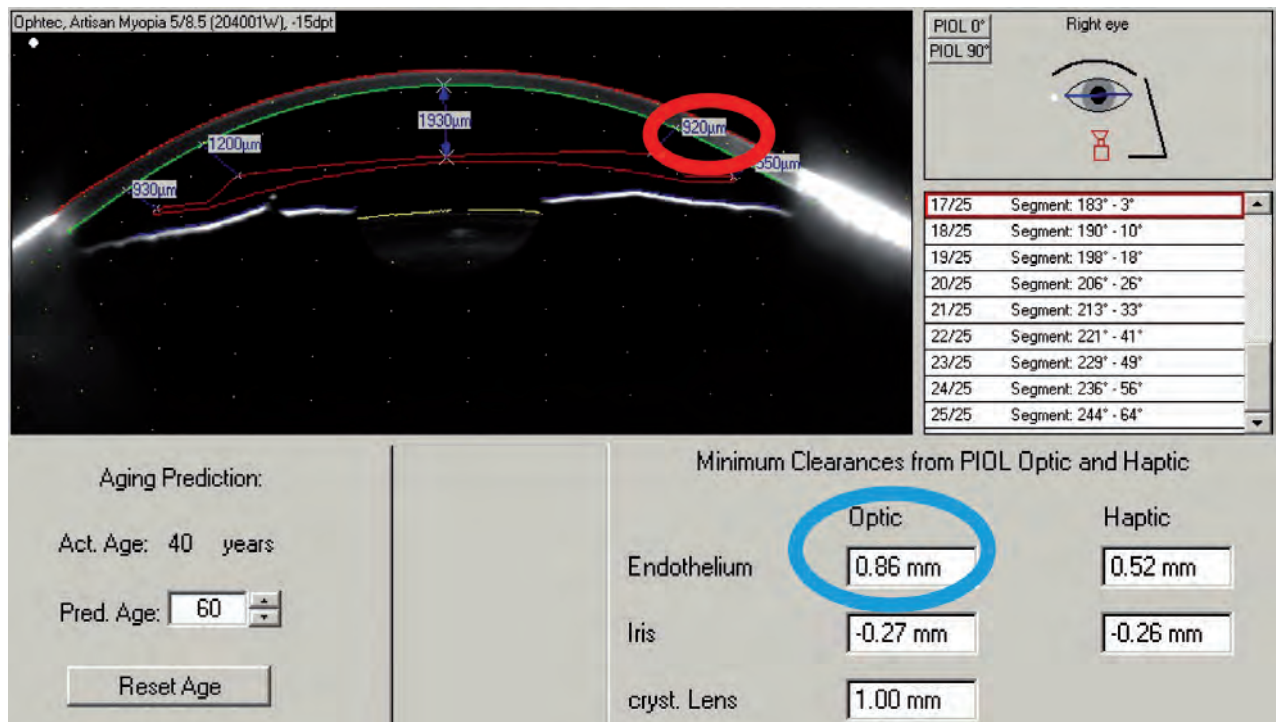 Ophtec, Artisan Myopia 5/8.5 (204001W), -15dpt
1930µm
920µm
1200µm
550µm
930µm
PIOL 0°
Right eye
PIOL 90°
17/25 Segment: 183° - 3°
18/25 Segment: 190° - 10°
19/25 Segment: 198° - 18°
20/25 Segment: 206° - 26°
21/25 Segment: 213° - 33°
22/25 Segment: 221° - 41°
23/25 Segment: 229° - 49°
24/25 Segment: 236° - 56°
25/25 Segment: 244° - 64°
Aging Prediction:
Act. Age: 40 years
Pred. Age: 60
Reset Age
Minimum Clearances from PIOL Optic and Haptic
Optic Haptic
Endothelium 0.86 mm 0.52 mm
Iris -0.27 mm -0.26 mm
cryst. Lens 1.00 mm